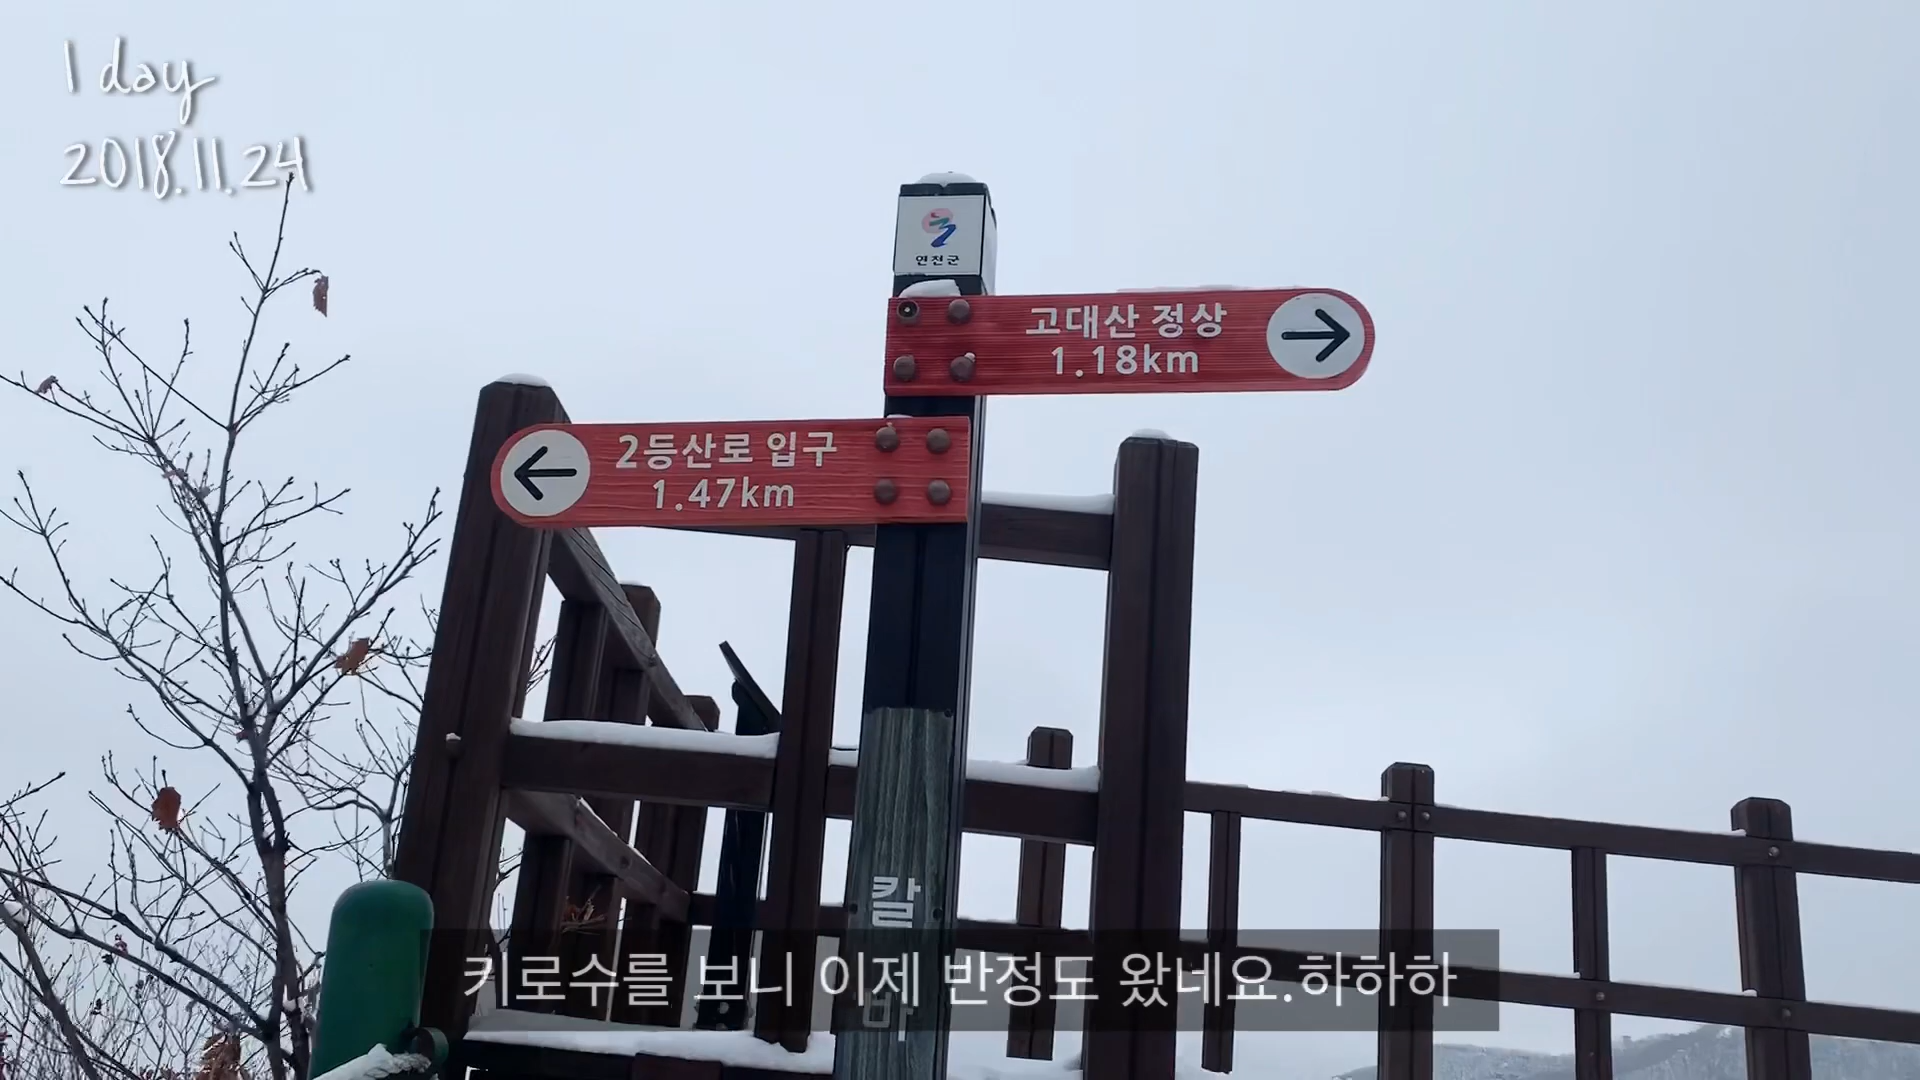 1 day
2018.11.24
연천군
고대산 정상
1.18km
2등산로 입구
1.47km
칼
바
키로수를 보니 이제 반정도 왔네요.하하하